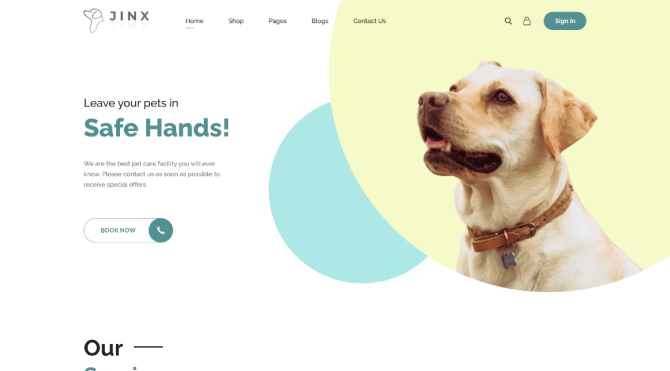 JINX
Home Shop Pages Blogs Contact Us Sign In
Leave your pets in
Safe Hands!
We are the best pet care facility you will ever
know. Please contact us as soon as possible to
receive special offers
BOOK NOW
Our